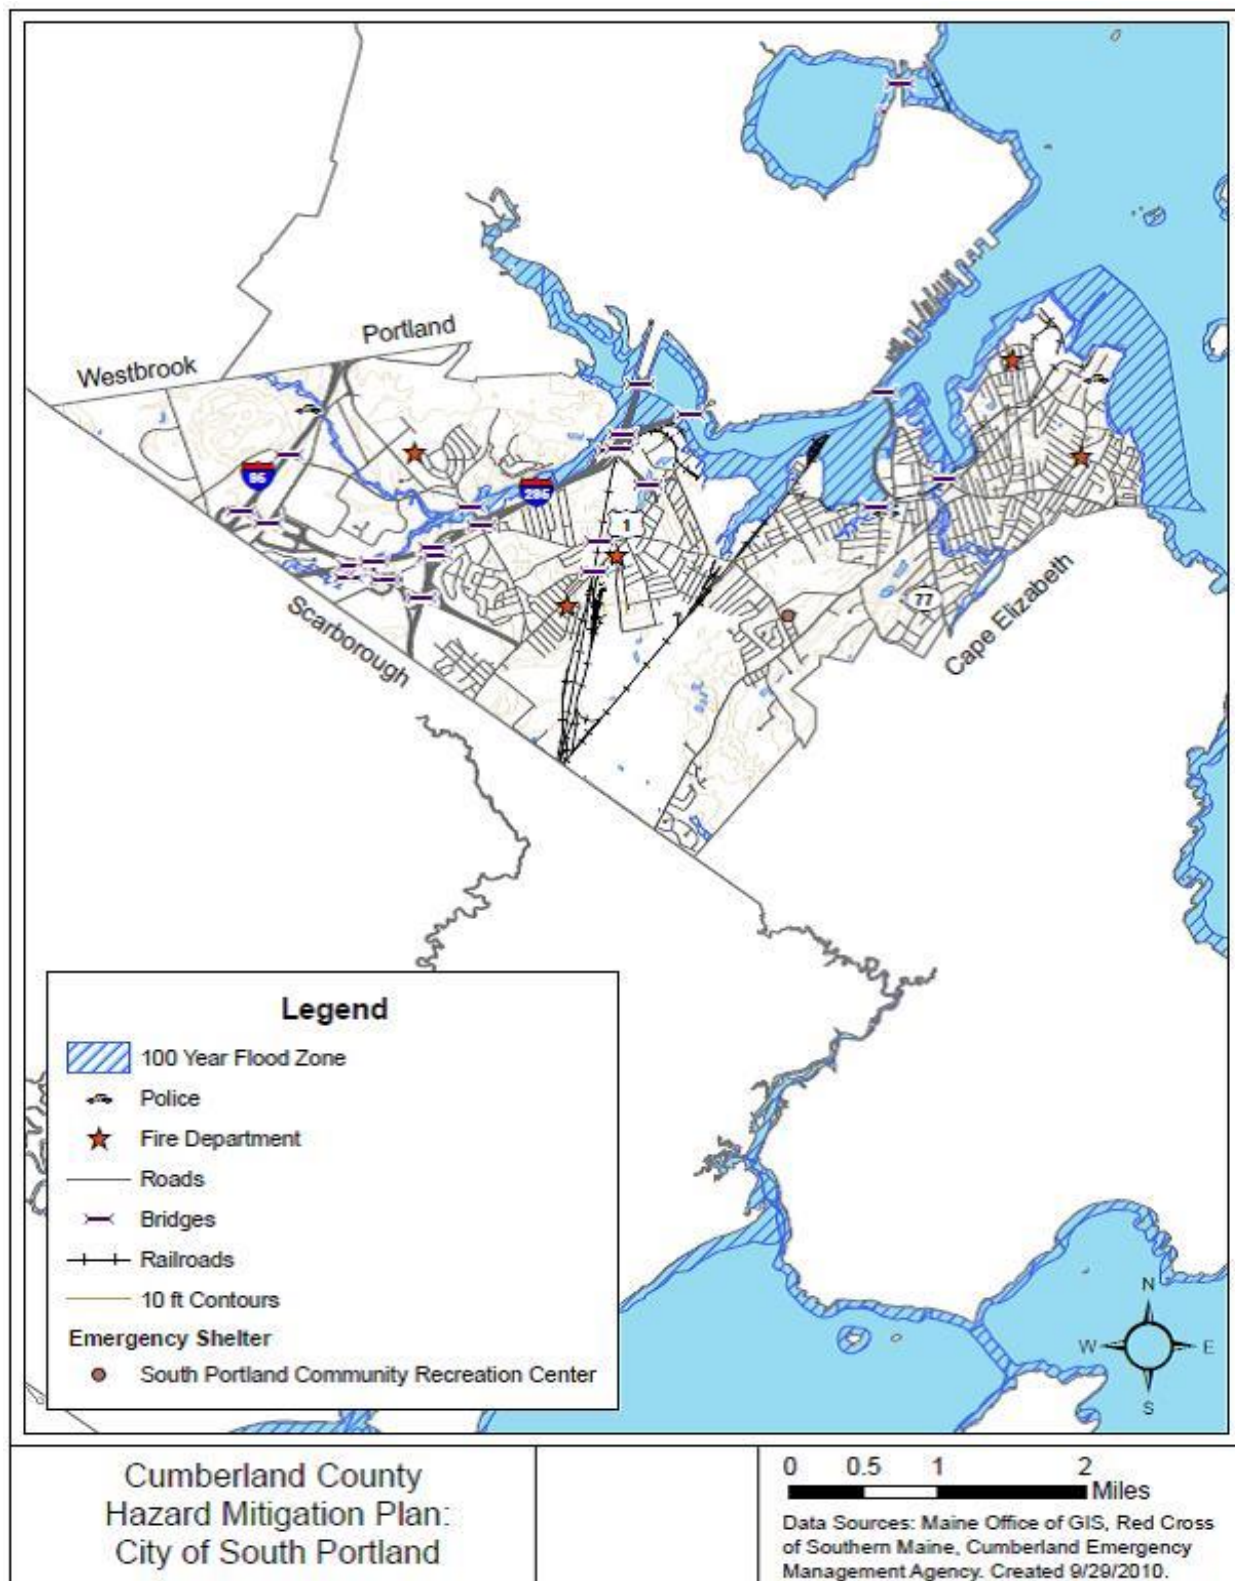 Portland
Westbrook
95
295
1
77
Scarborough
Cape Elizabeth
Legend
100 Year Flood Zone
Police
Fire Department
Roads
Bridges
Railroads
10 ft Contours
Emergency Shelter
South Portland Community Recreation Center
N
W E
S
Cumberland County
Hazard Mitigation Plan:
City of South Portland
0 0.5 1 2
Miles
Data Sources: Maine Office of GIS, Red Cross
of Southern Maine, Cumberland Emergency
Management Agency. Created 9/29/2010.